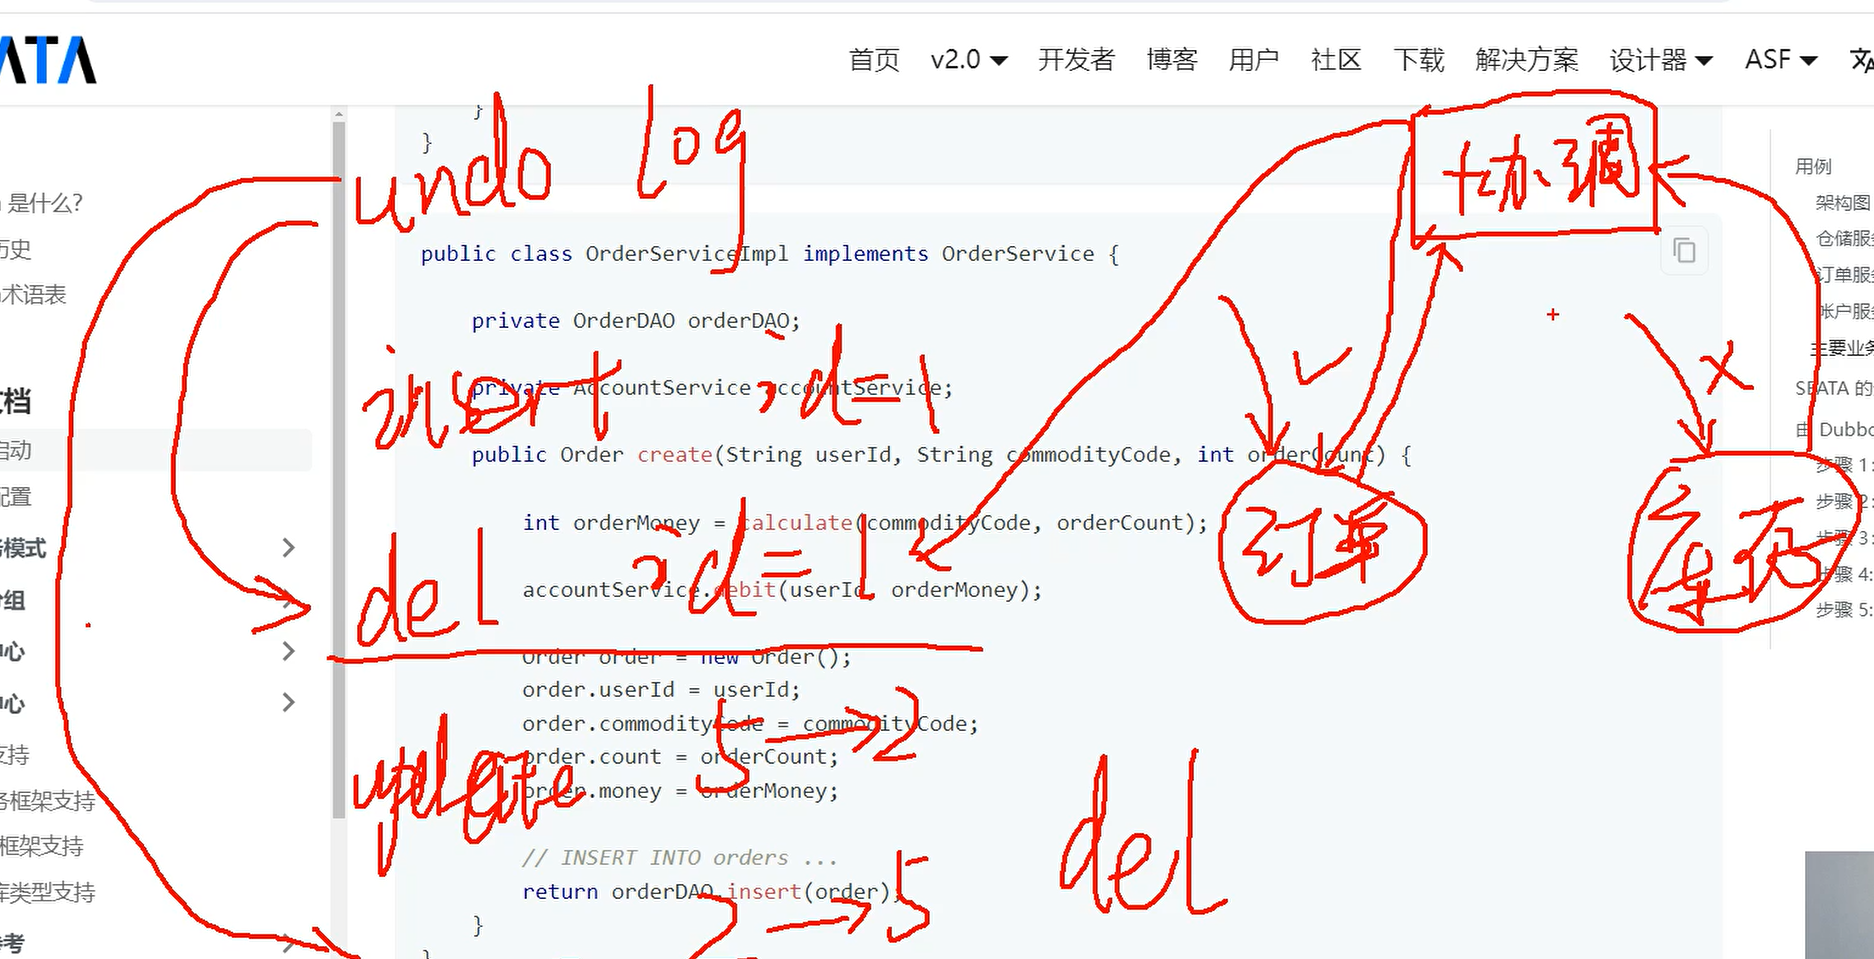 ATA
首页 v2.0 开发者 博客 用户 社区 下载 解决方案 设计器 ASF
}
}
undo log
协调
用例
是什么?
架构图
public class OrderServiceImpl implements OrderService {
仓储服
历史
订单服
术语表
private OrderDAO orderDAO;
帐户服
主要业务
private AccountService accountService;
insert id=1
SEATA 的
文档
由 Dubbo
启动
public Order create(String userId, String commodityCode, int orderCount) {
步骤 1:
配置
步骤 2:
int orderMoney = calculate(commodityCode, orderCount);
订单
库存
步骤 3:
模式
del id=1
步骤 4:
accountService.debit(userId, orderMoney);
分组
步骤 5:
中心
Order order = new Order();
order.userId = userId;
中心
order.commodityCode = commodityCode;
5→2
支持
order.count = orderCount;
update
order.money = orderMoney;
务框架支持
框架支持
del
// INSERT INTO orders ...
库类型支持
return orderDAO.insert(order);
2→5
}
参考
}